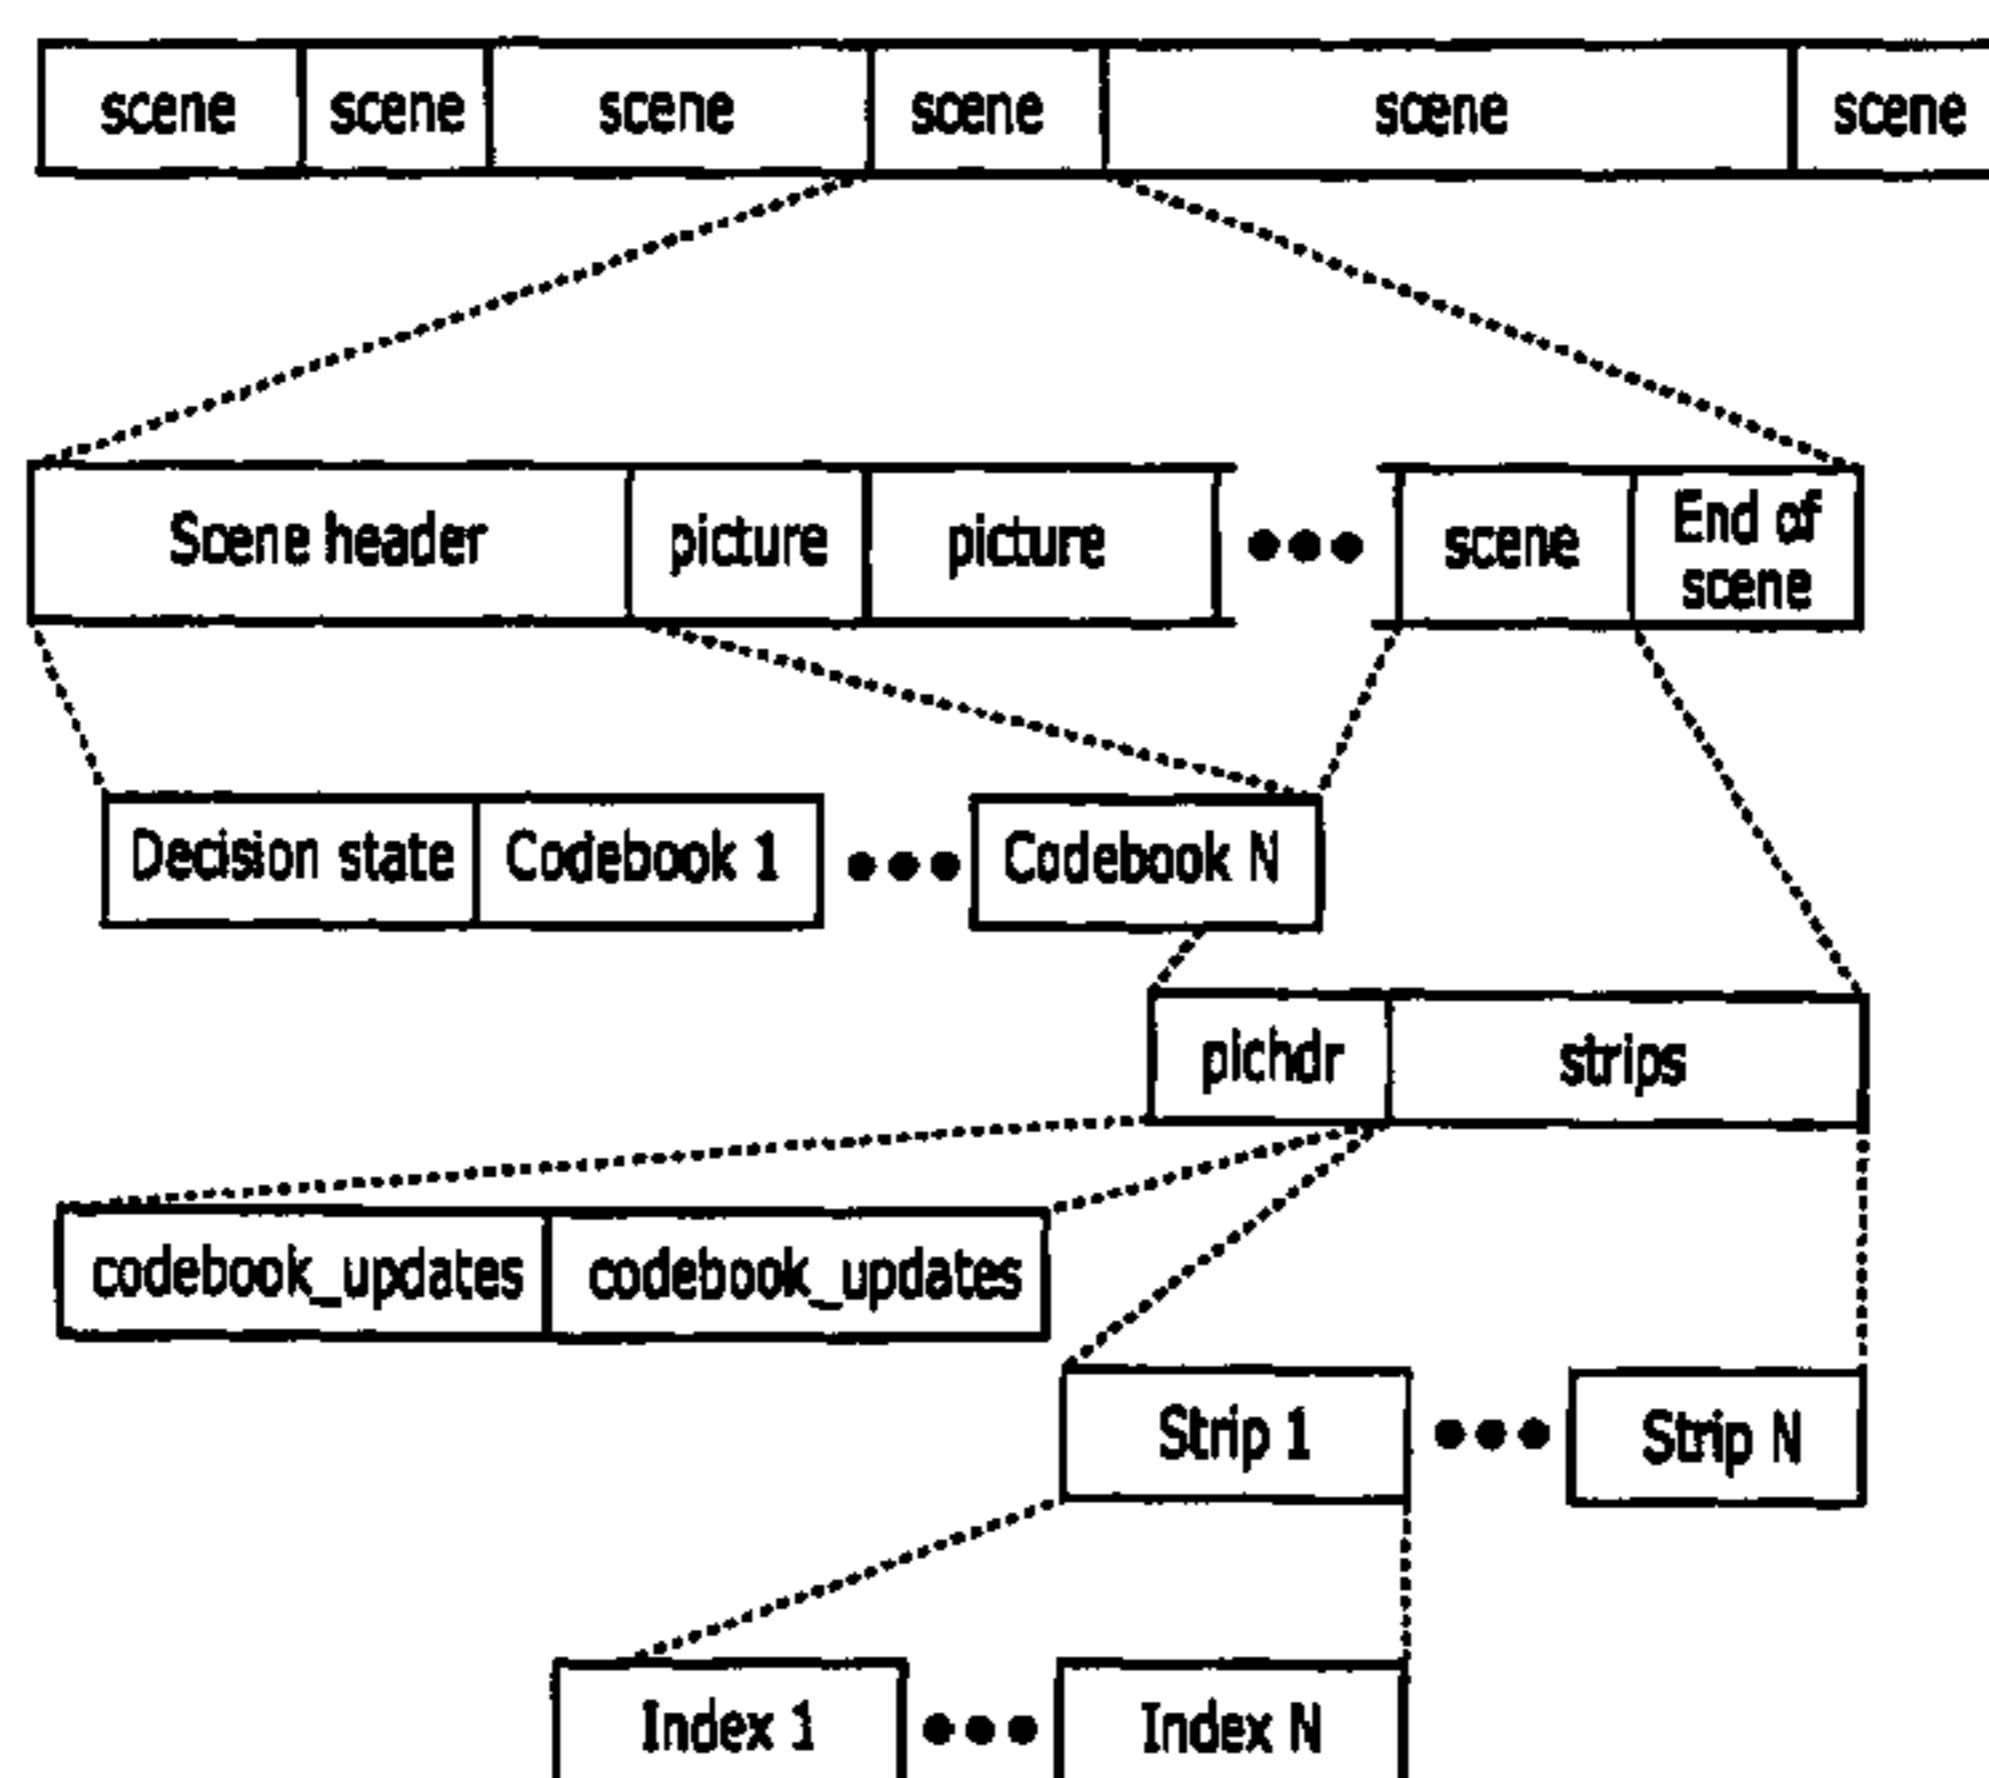 scene scene scene scene scene scene
Scene header picture picture scene End of
scene
Decision state Codebook 1 Codebook N
pichdr strips
codebook_updates codebook_updates
Strip 1 Strip N
Index 1 Index N